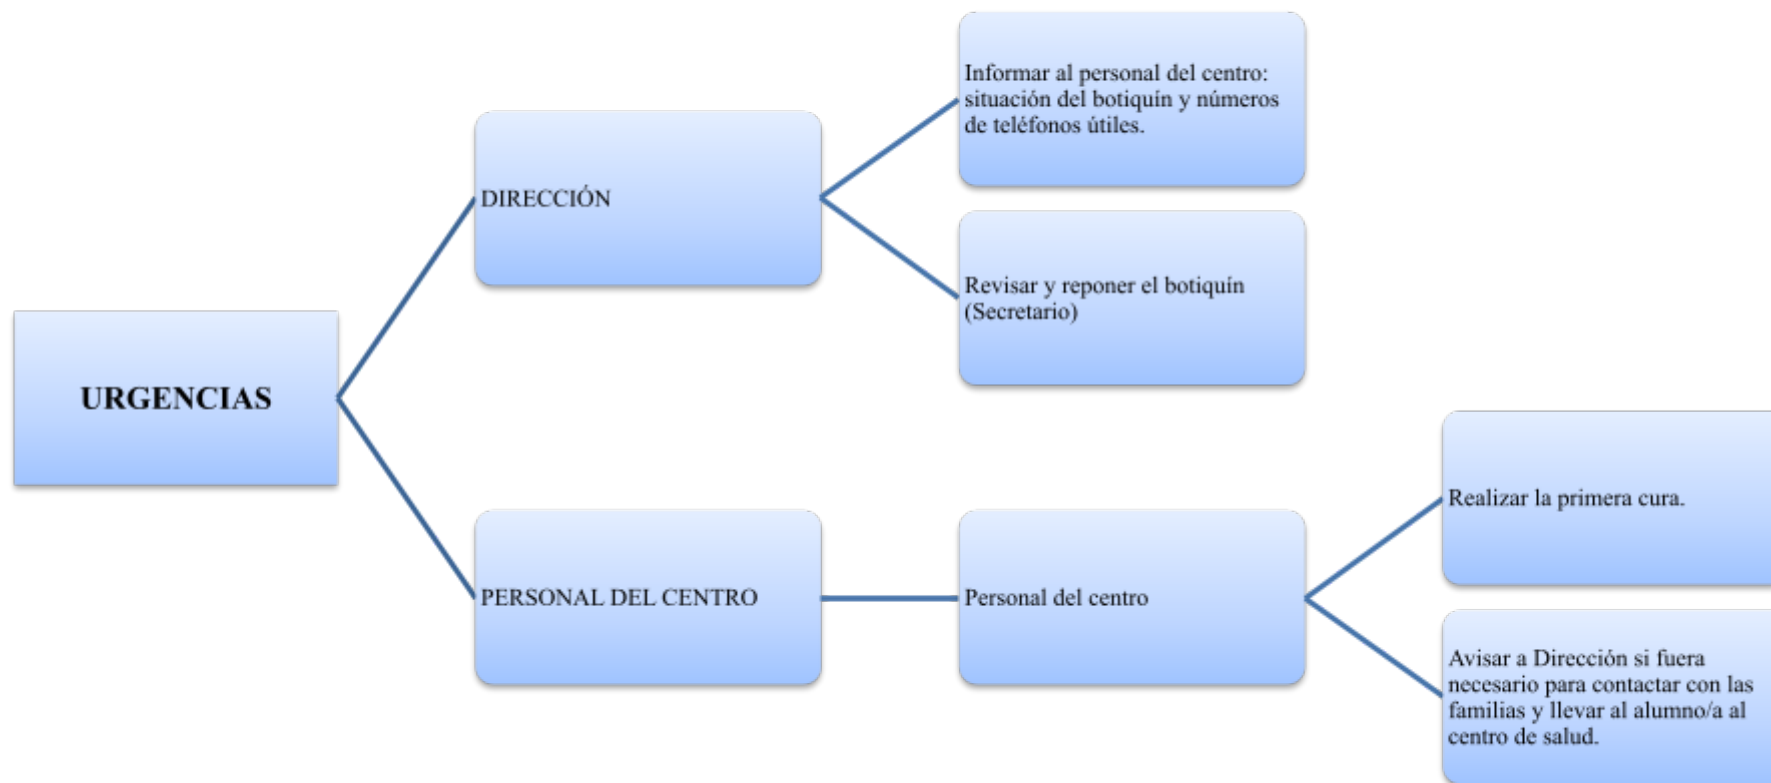 URGENCIAS
DIRECCIÓN
Informar al personal del centro:
situación del botiquín y números
de teléfonos útiles.
Revisar y reponer el botiquín
(Secretario)
PERSONAL DEL CENTRO
Personal del centro
Realizar la primera cura.
Avisar a Dirección si fuera
necesario para contactar con las
familias y llevar al alumno/a al
centro de salud.